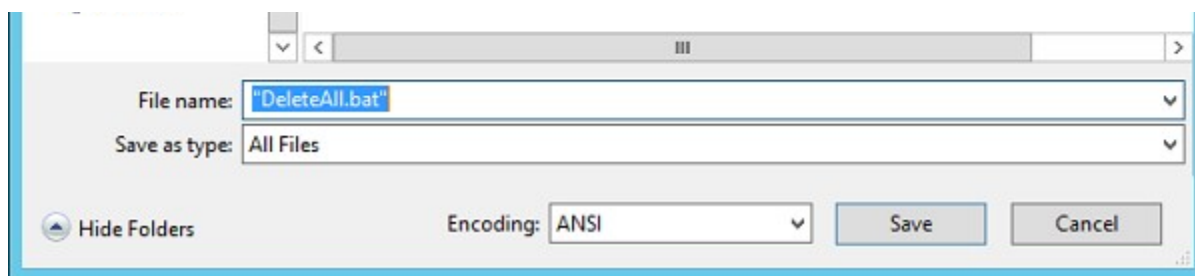 File name: "DeleteAll.bat"
Save as type: All Files
Hide Folders Encoding: ANSI Save Cancel